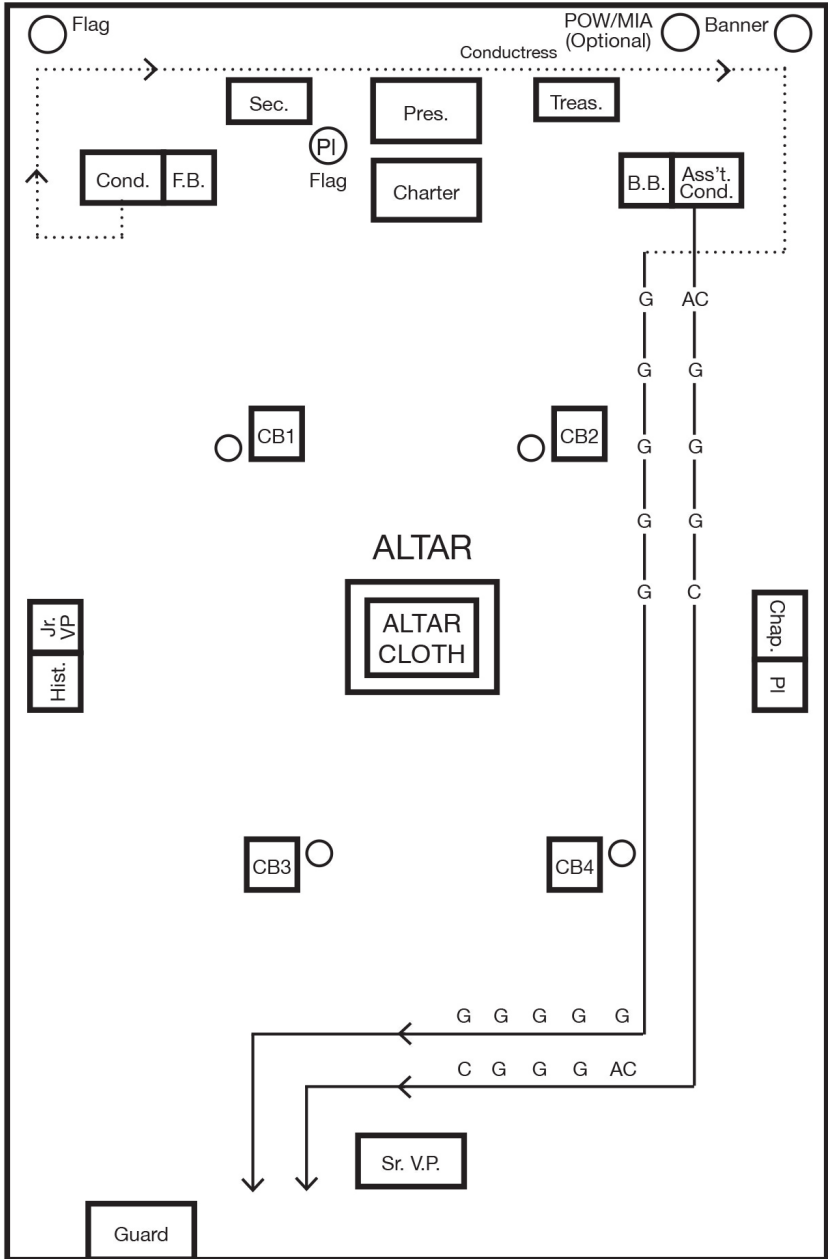 Flag
POW/MIA
(Optional)
Banner
Conductress
Sec.
Pres.
Treas.
PI
Flag
Cond.
F.B.
Charter
B.B.
Ass't.
Cond.
G AC
G G
CB1
CB2
G G
G G
ALTAR
G C
ALTAR
CLOTH
Jr.
VP
Hist.
Chap.
PI
CB3
CB4
G G G G G
C G G G AC
Sr. V.P.
Guard